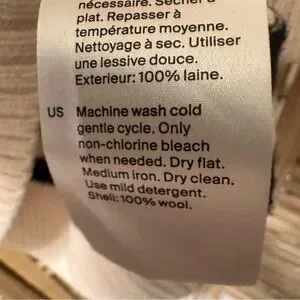 nécessaire. Sécher à
plat. Repasser à
température moyenne.
Nettoyage à sec. Utiliser
une lessive douce.
Exterieur: 100% laine.
US Machine wash cold
gentle cycle. Only
non-chlorine bleach
when needed. Dry flat.
Medium iron. Dry clean.
Use mild detergent.
Shell: 100% wool.